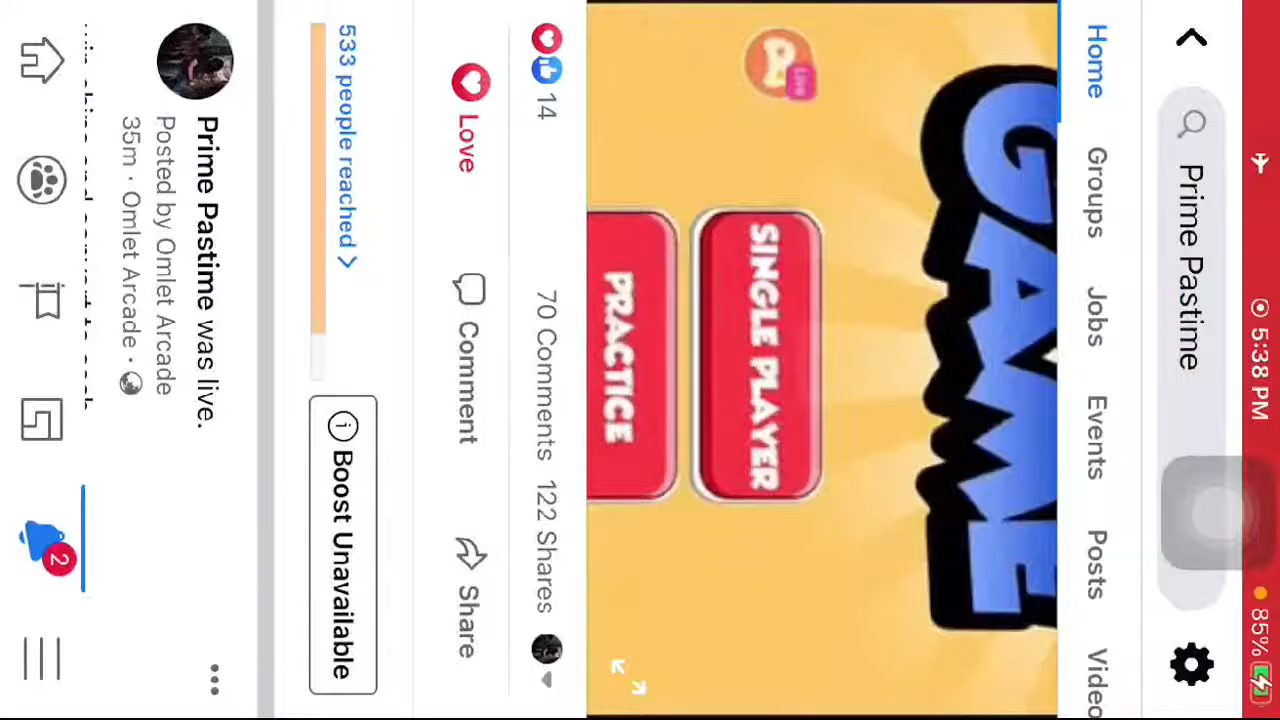 5:38 PM
85%
Prime Pastime
Home Groups Jobs Events Posts Video
GAME
Live
SINGLE PLAYER
PRACTICE
14 70 Comments 122 Shares
Love Comment Share
533 people reached >
Boost Unavailable
Prime Pastime was live.
Posted by Omlet Arcade
35m · Omlet Arcade ·
2